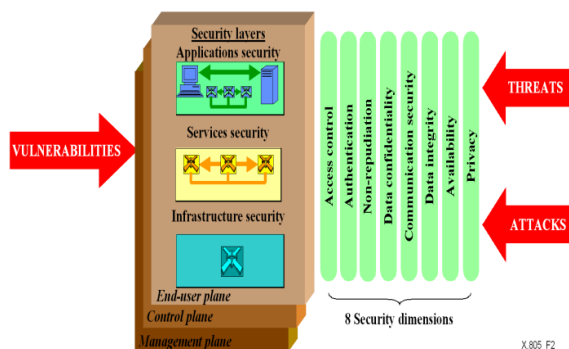 Security layers
Applications security
Services security
Infrastructure security
End-user plane
Control plane
Management plane
VULNERABILITIES
Access control
Authentication
Non-repudiation
Data confidentiality
Communication security
Data integrity
Availability
Privacy
THREATS
ATTACKS
8 Security dimensions
X.805_F2